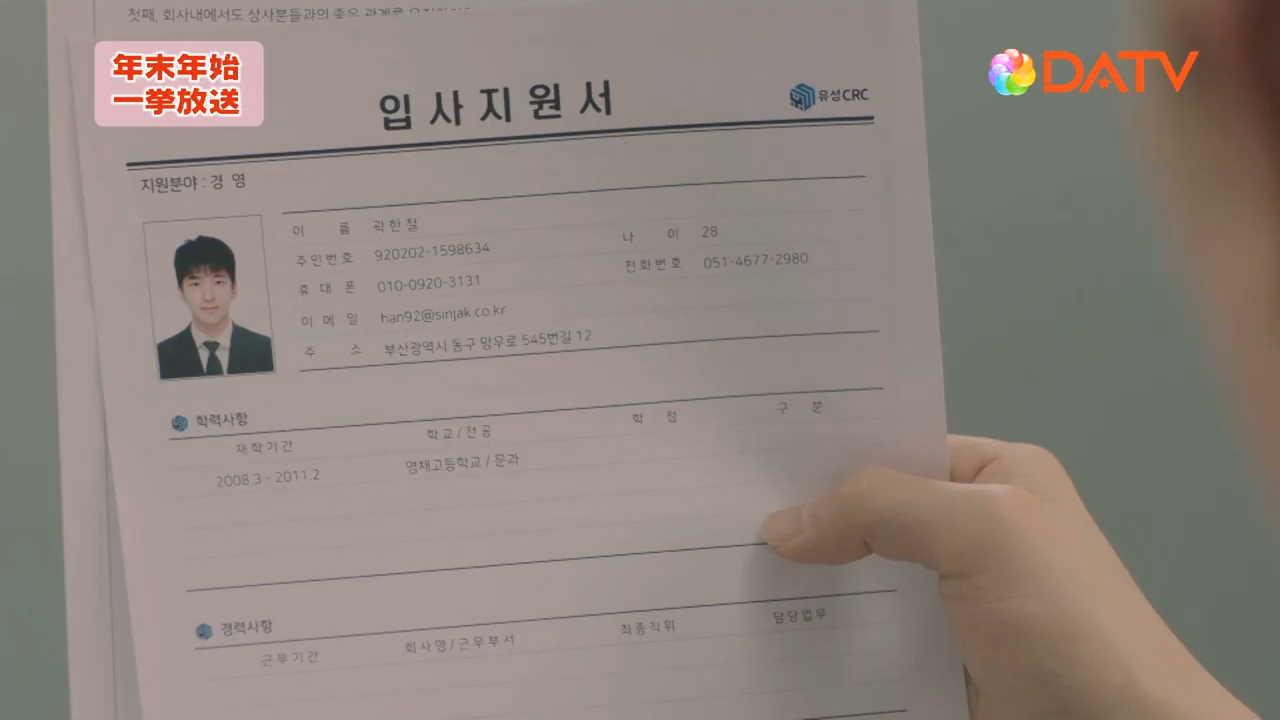 첫째, 회사내에서도 상사분들과의 좋은 관계를
年末年始
一挙放送
DATV
입사지원서
유성CRC
지원분야 : 경 영
이 름 곽한철
주민번호 920202-1598634
나 이 28
휴 대 폰 010-0920-3131
전화번호 051-4677-2980
이 메 일 han92@sinjak.co.kr
주 소 부산광역시 동구 망우로 545번길 12
학력사항
재학기간 학교/전공 학 점 구 분
2008.3 - 2011.2 영재고등학교 / 문과
경력사항
근무기간 회사명/근무부서 최종직위 담당업무